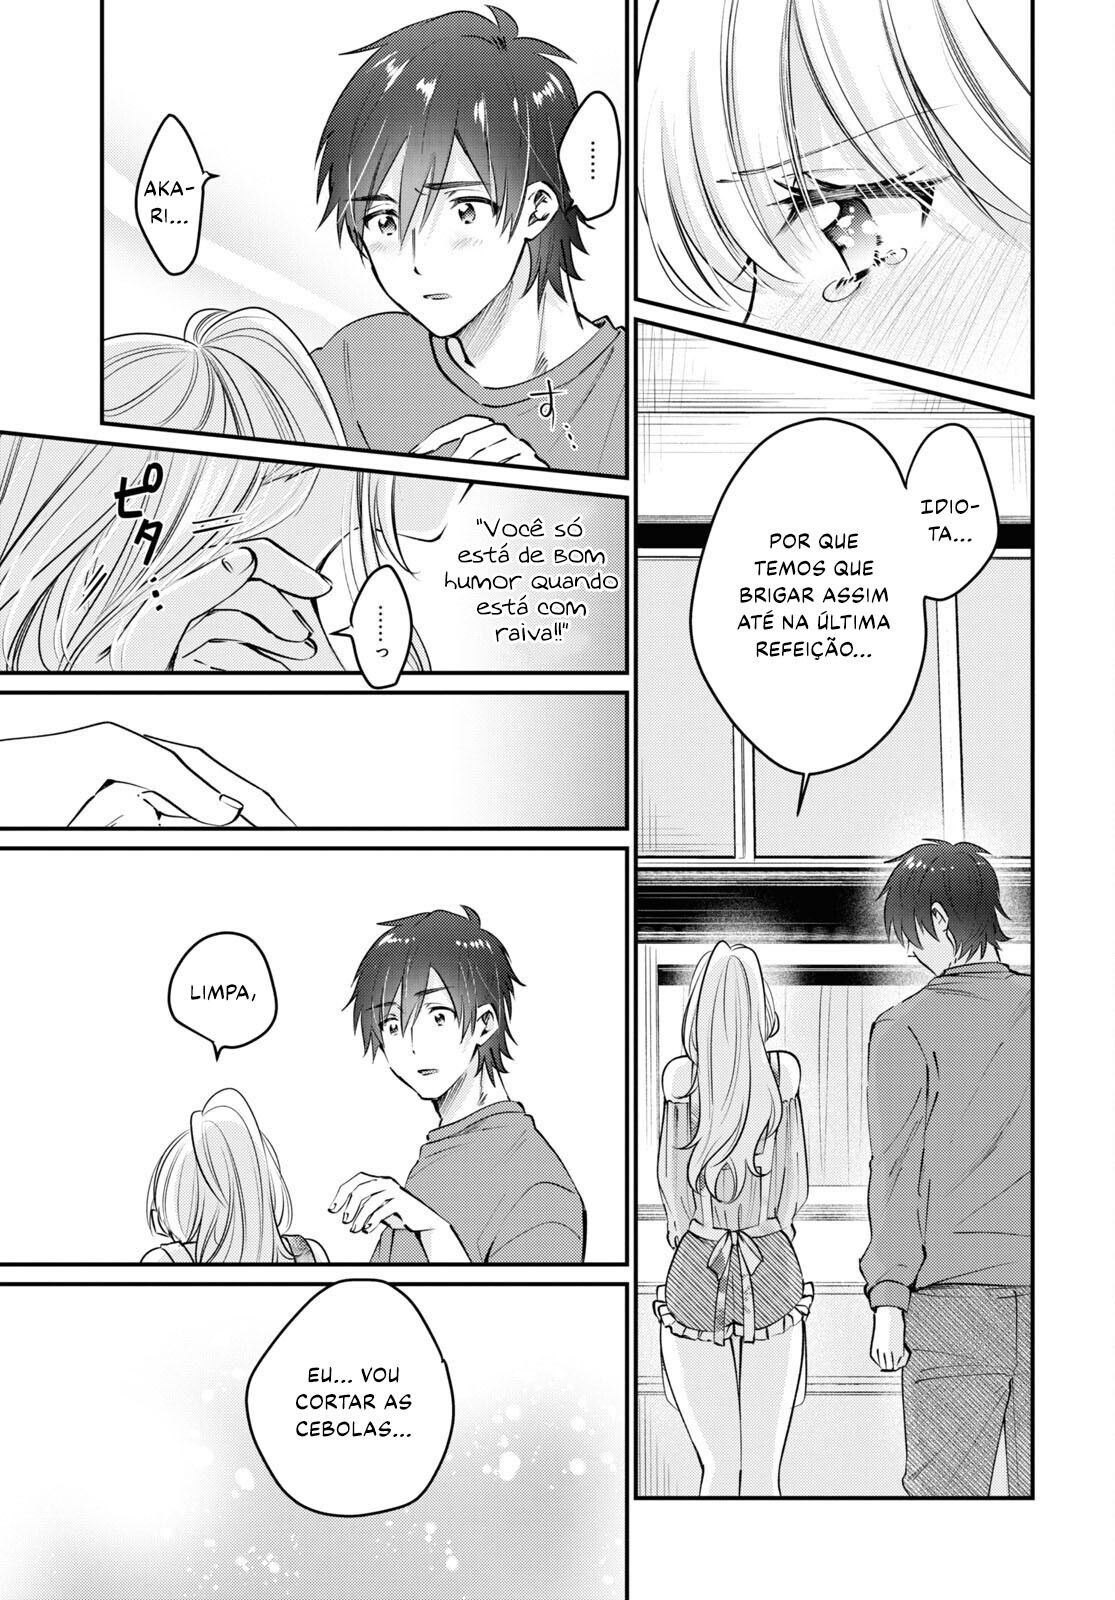 IDIO-
TA...
POR QUE
TEMOS QUE
BRIGAR ASSIM
ATÉ NA ÚLTIMA
REFEIÇÃO...
......
AKA-
RI...
す…
"Você só
está de Bom
humor quando
está com
raiva!!"
ピタ…
......っ
LIMPA,
EU... VOU
CORTAR AS
CEBOLAS...